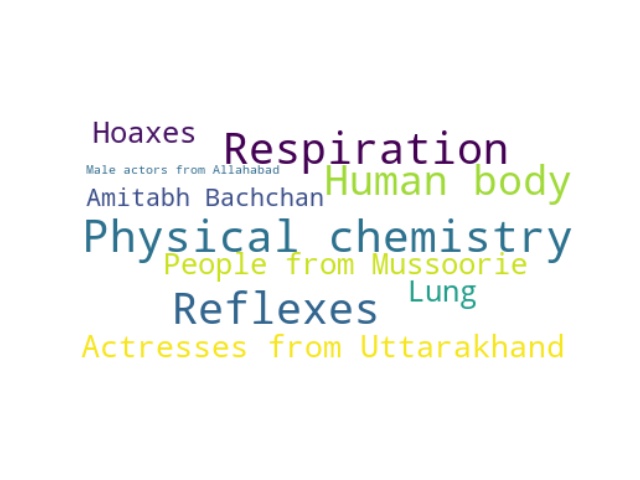 Hoaxes
Respiration
Male actors from Allahabad
Human body
Amitabh Bachchan
Physical chemistry
People from Mussoorie
Lung
Reflexes
Actresses from Uttarakhand